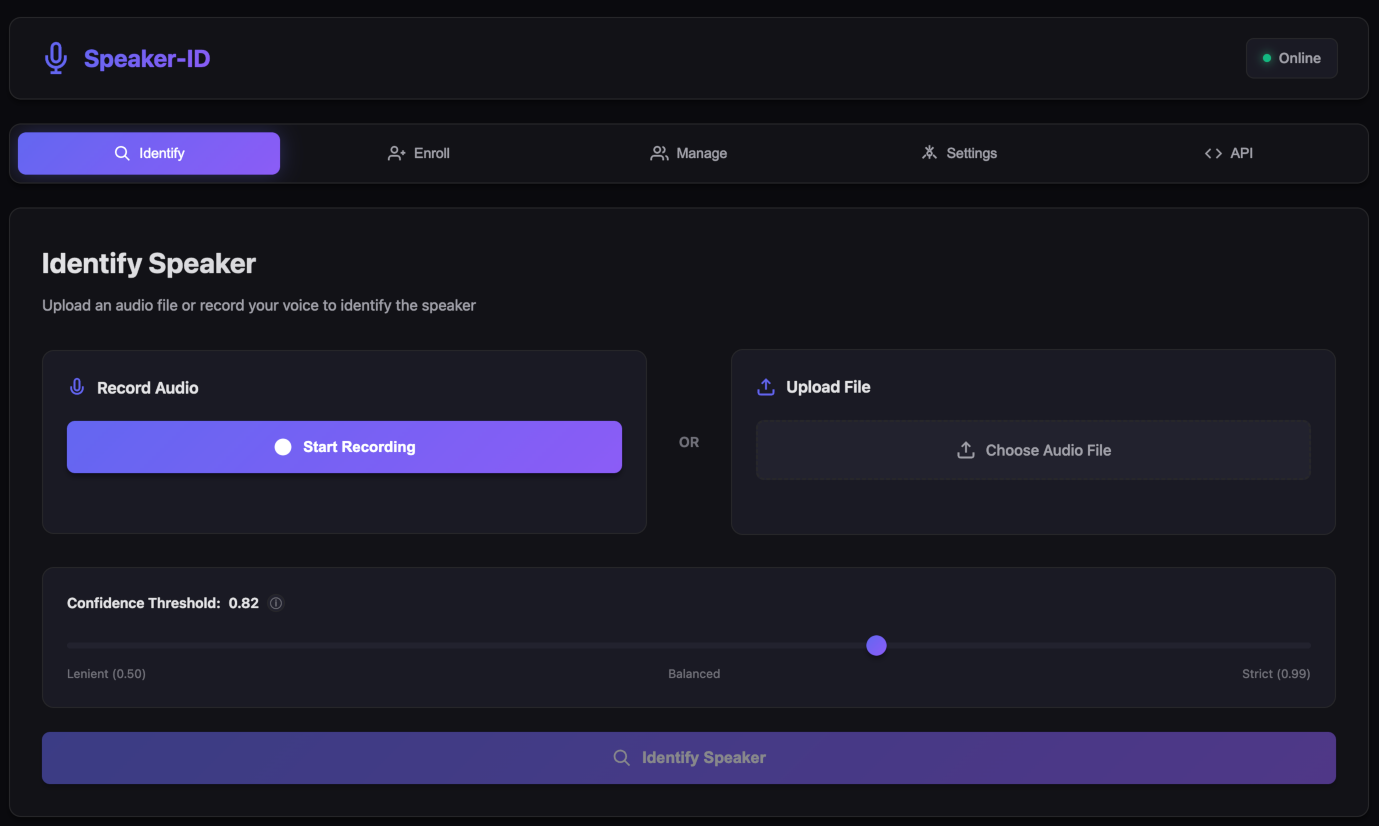 Speaker-ID
Online
Identify
Enroll
Manage
Settings
API
Identify Speaker
Upload an audio file or record your voice to identify the speaker
Record Audio
Start Recording
OR
Upload File
Choose Audio File
Confidence Threshold: 0.82
Lenient (0.50)
Balanced
Strict (0.99)
Identify Speaker